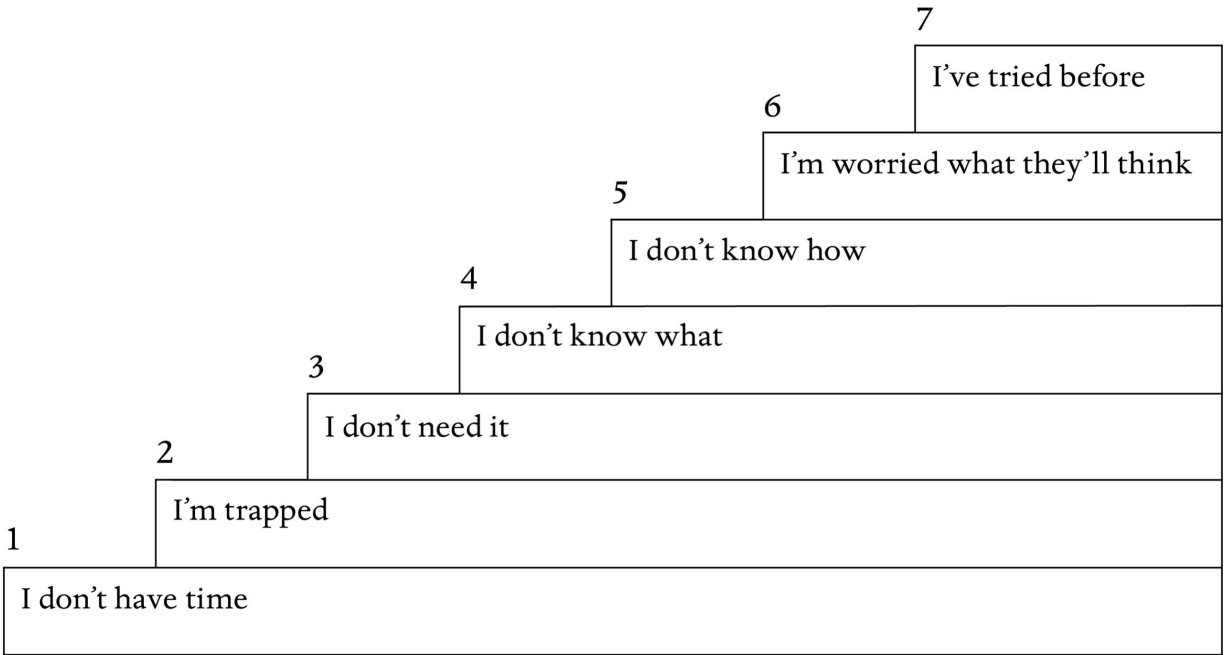 7
I’ve tried before
6
I’m worried what they’ll think
5
I don’t know how
4
I don’t know what
3
I don’t need it
2
I’m trapped
1
I don’t have time